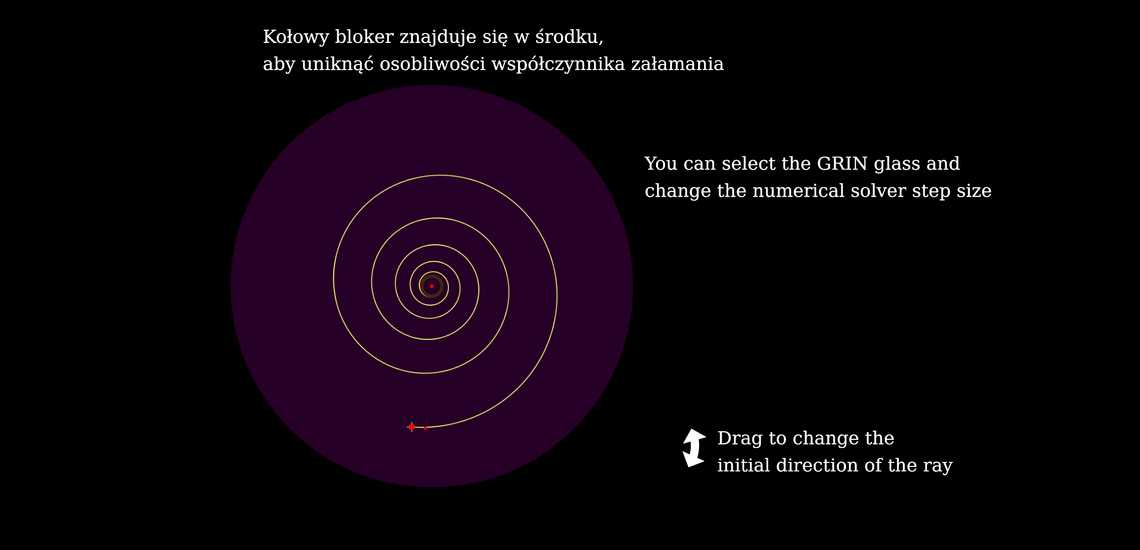 Kołowy bloker znajduje się w środku,
aby uniknąć osobliwości współczynnika załamania
You can select the GRIN glass and
change the numerical solver step size
Drag to change the
initial direction of the ray